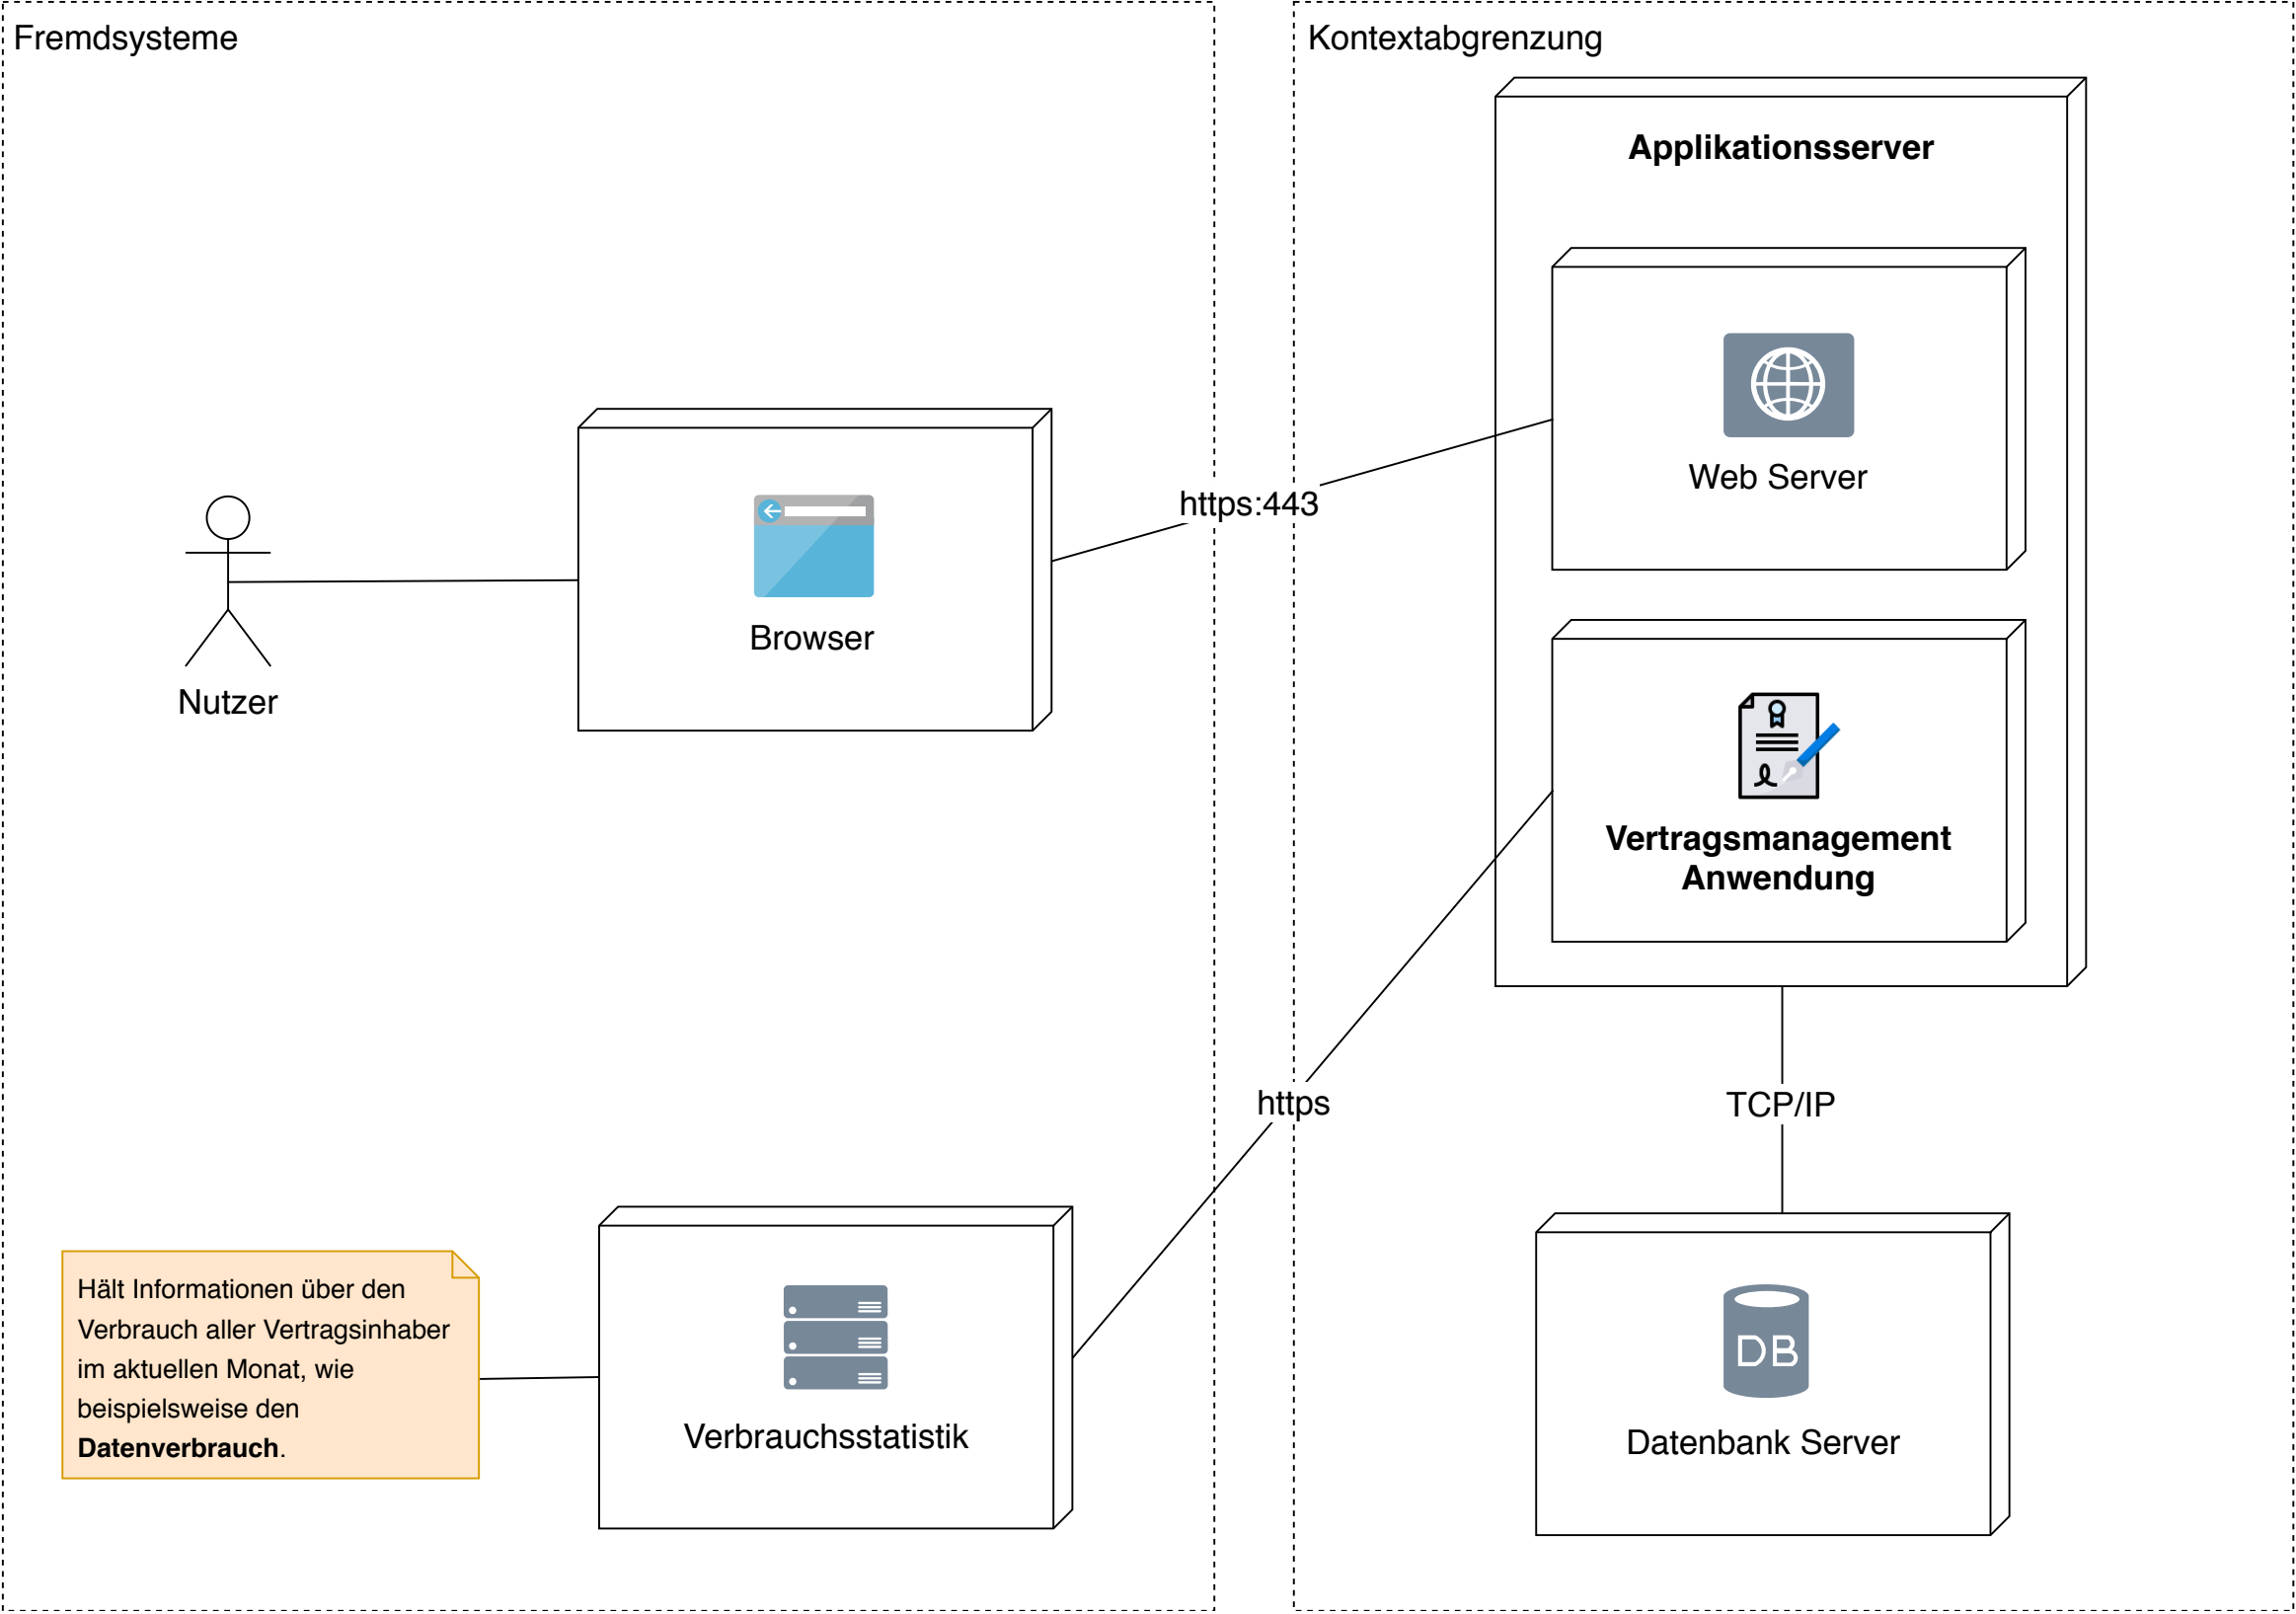 Fremdsysteme
Kontextabgrenzung
Applikationsserver
Web Server
https:443
Browser
Nutzer
Vertragsmanagement
Anwendung
https
TCP/IP
Hält Informationen über den
Verbrauch aller Vertragsinhaber
im aktuellen Monat, wie
beispielsweise den
Datenverbrauch.
Verbrauchsstatistik
DB
Datenbank Server